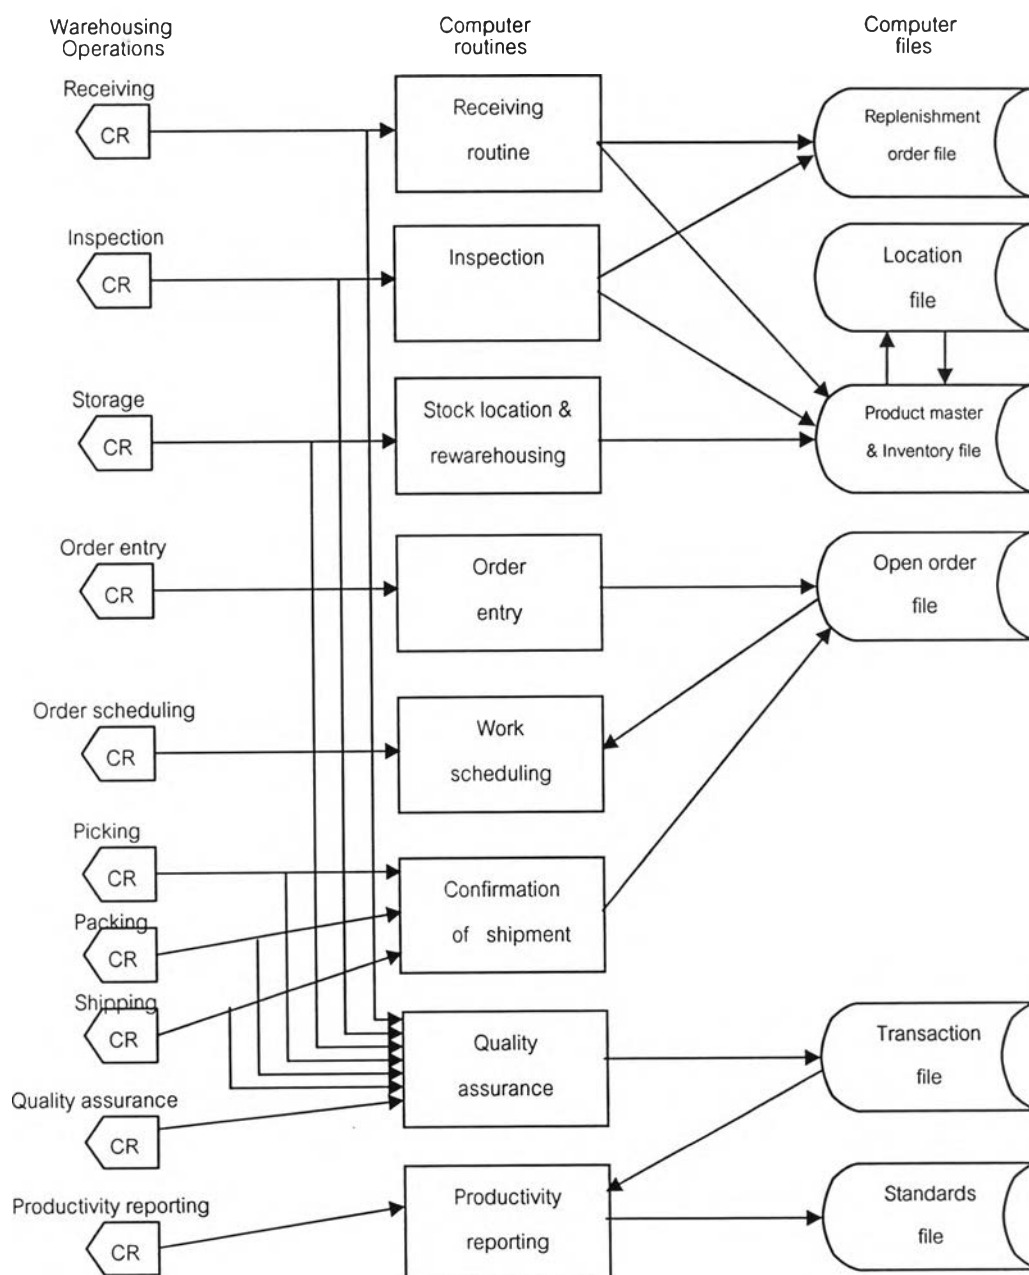 Warehousing
Operations
Computer
routines
Computer
files
Receiving
CR
Receiving
routine
Replenishment
order file
Inspection
CR
Inspection
Location
file
Storage
CR
Stock location &
rewarehousing
Product master
& Inventory file
Order entry
CR
Order
entry
Open order
file
Order scheduling
CR
Work
scheduling
Picking
CR
Confirmation
of shipment
Packing
CR
Shipping
CR
Quality
assurance
Transaction
file
Quality assurance
CR
Productivity reporting
CR
Productivity
reporting
Standards
file